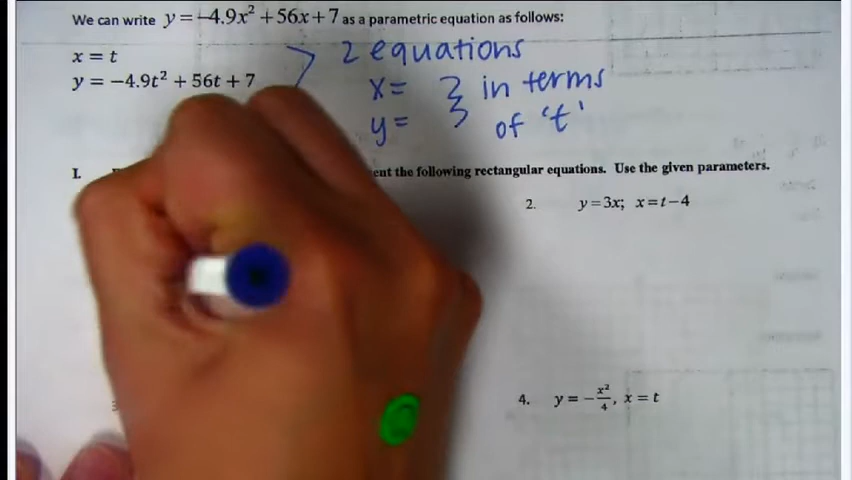 We can write y = −4.9x² + 56x + 7 as a parametric equation as follows:
x = t
y = −4.9t² + 56t + 7
2 equations
x = } in terms
y = } of 't'
I. the following rectangular equations. Use the given parameters.
2. y = 3x; x = t − 4
4. y = −x²/4, x = t